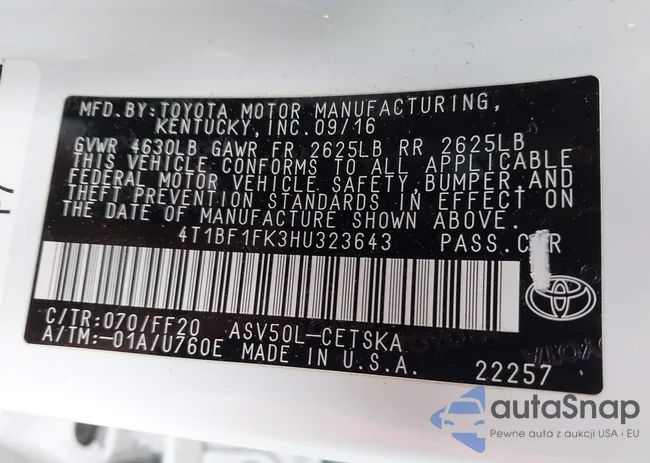 MFD.BY:TOYOTA MOTOR MANUFACTURING,
KENTUCKY,INC.09/16
GVWR 4630LB GAWR FR 2625LB RR 2625LB
THIS VEHICLE CONFORMS TO ALL APPLICABLE
FEDERAL MOTOR VEHICLE SAFETY,BUMPER,AND
THEFT PREVENTION STANDARDS IN EFFECT ON
THE DATE OF MANUFACTURE SHOWN ABOVE.
4T1BF1FK3HU323643 PASS.CAR
C/TR:070/FF20 ASV50L-CETSKA
A/TM:-01A/U760E MADE IN U.S.A. 22257
autaSnap
Pewne auta z aukcji USA i EU